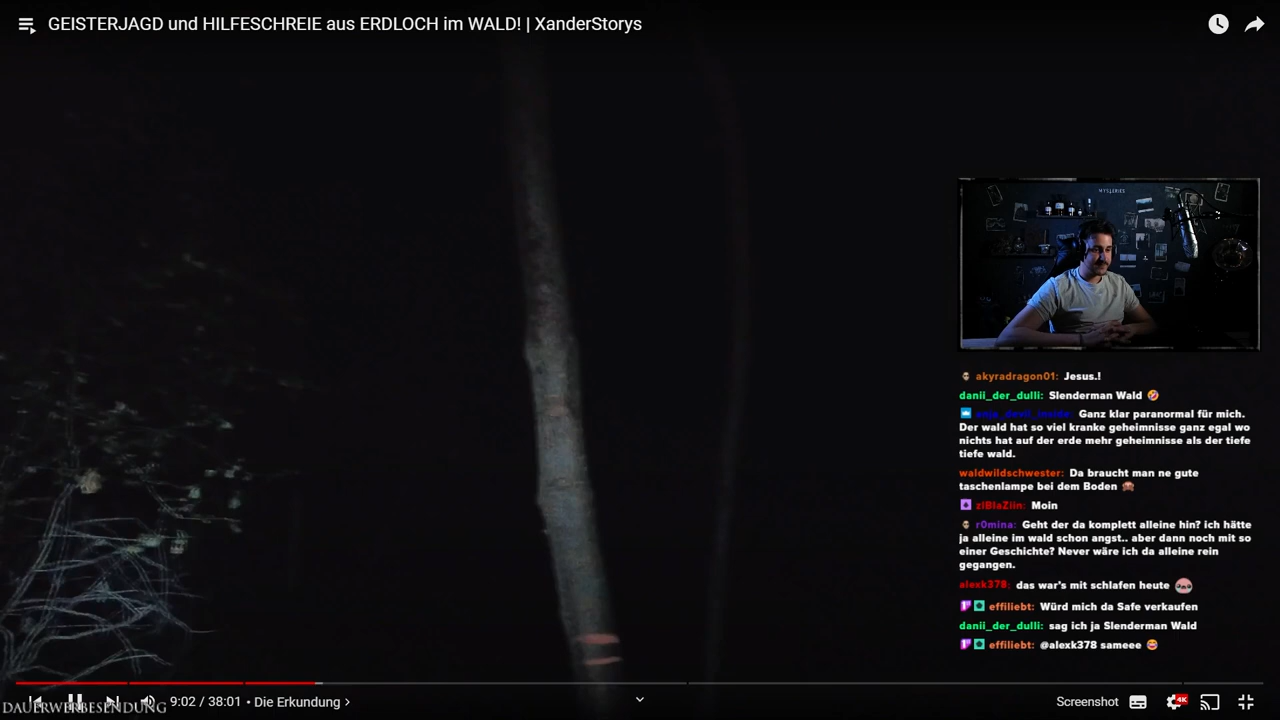 GEISTERJAGD und HILFESCHREIE aus ERDLOCH im WALD! | XanderStorys
MYSTERIES
akyradragon01: Jesus.!
danii_der_dulli: Slenderman Wald 🤣
enja_devil_inside: Ganz klar paranormal für mich.
Der wald hat so viel kranke geheimnisse ganz egal wo
nichts hat auf der erde mehr geheimnisse als der tiefe
tiefe wald.
waldwildschwester: Da braucht man ne gute
taschenlampe bei dem Boden 🙈
Moin
r0mina: Geht der da komplett alleine hin? ich hätte
ja alleine im wald schon angst.. aber dann noch mit so
einer Geschichte? Never wäre ich da alleine rein
gegangen.
alexk378: das war's mit schlafen heute
effiliebt: Würd mich da Safe verkaufen
danii_der_dulli: sag ich ja Slenderman Wald
effiliebt: @alexk378 sameee 😂
9:02 / 38:01 • Die Erkundung ›
Screenshot
4K
DAUERWERBESENDUNG